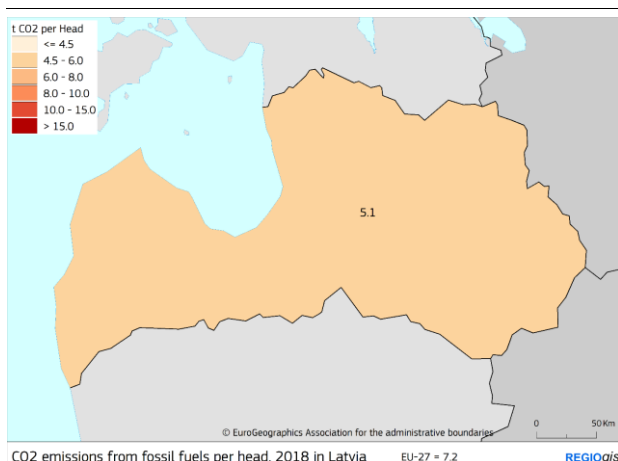 t CO2 per Head
<= 4.5
4.5 - 6.0
6.0 - 8.0
8.0 - 10.0
10.0 - 15.0
> 15.0
5.1
© EuroGeographics Association for the administrative boundaries
0 50 Km
CO2 emissions from fossil fuels per head, 2018 in Latvia EU-27 = 7.2 REGIOgis